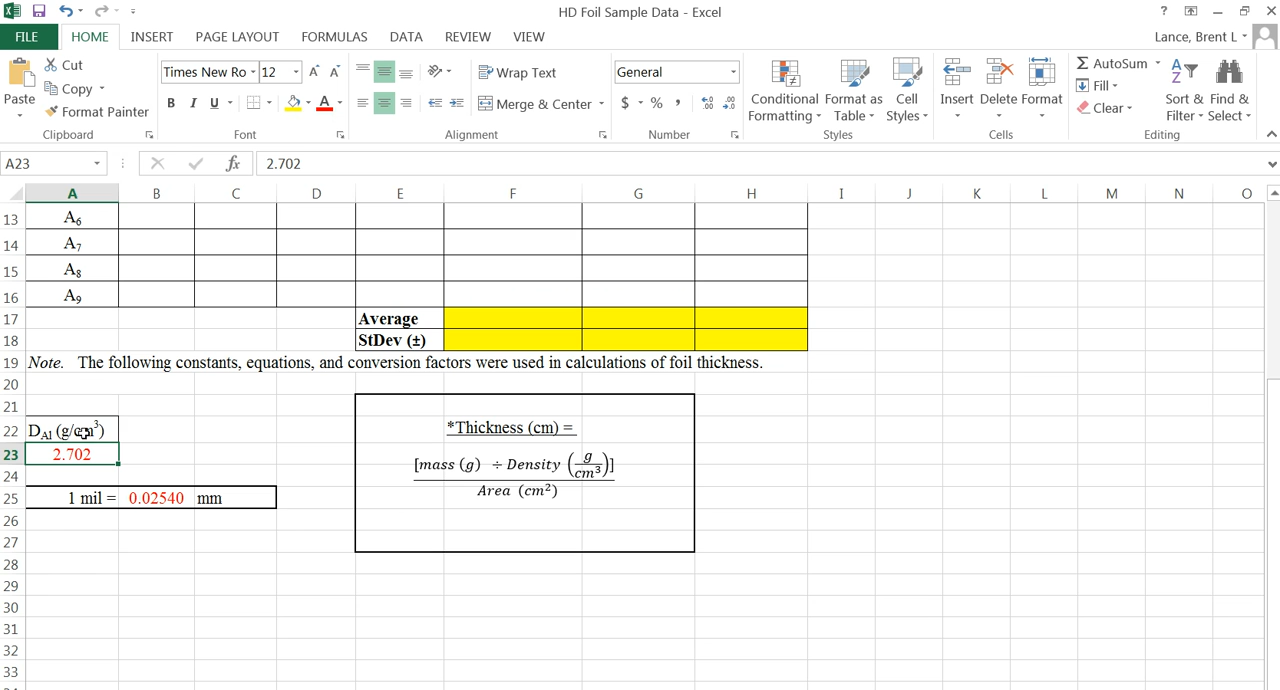 HD Foil Sample Data - Excel
FILE HOME INSERT PAGE LAYOUT FORMULAS DATA REVIEW VIEW Lance, Brent L
Cut Times New Ro 12 Wrap Text General AutoSum
Paste Copy Conditional Format as Cell Insert Delete Format Fill Sort & Find &
Format Painter B I U A Merge & Center $ % , Formatting Table Styles Clear Filter Select
Clipboard Font Alignment Number Styles Cells Editing
A23 fx 2.702
A B C D E F G H I J K L M N O
13 A₆
14 A₇
15 A₈
16 A₉
17 Average
18 StDev (±)
19 Note. The following constants, equations, and conversion factors were used in calculations of foil thickness.
20
21
22 D_Al (g/cm³) *Thickness (cm) =
23 2.702 [mass (g) ÷ Density (g/cm³)]
24 Area (cm²)
25 1 mil = 0.02540 mm
26
27
28
29
30
31
32
33